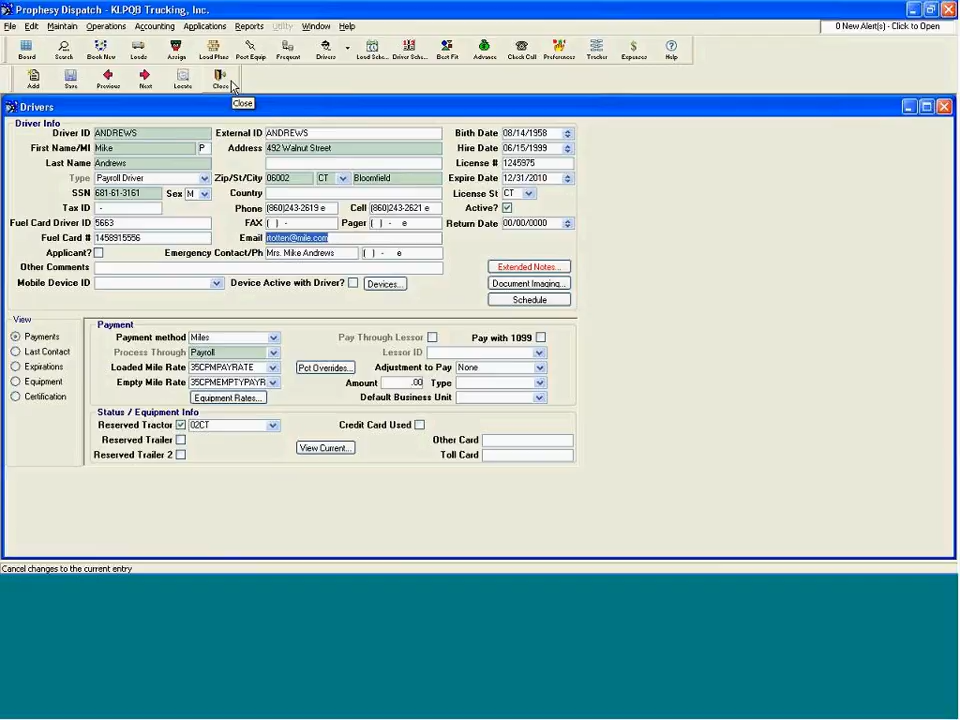 Prophesy Dispatch - KLPQB Trucking, Inc.
File Edit Maintain Operations Accounting Applications Reports Utility Window Help
0 New Alert(s) - Click to Open
Board Search Book New Loads Assign Load Plans Post Equip Frequent Drivers Load Sche... Driver Sche... Best Fit Advance Check Call Preferences Tracker Expenses Help
Add Save Previous Next Locate Close
Close
Drivers
Driver Info
Driver ID ANDREWS External ID ANDREWS Birth Date 08/14/1958
First Name/MI Mike P Address 492 Walnut Street Hire Date 06/15/1999
Last Name Andrews License # 1245975
Type Payroll Driver Zip/St/City 06002 CT Bloomfield Expire Date 12/31/2010
SSN 681-61-3161 Sex M Country License St CT
Tax ID - Phone (860)243-2619 e Cell (860)243-2621 e Active?
Fuel Card Driver ID 5663 FAX ( ) - Pager ( ) - e Return Date 00/00/0000
Fuel Card # 1458915556 Email rtotten@mile.com
Applicant? Emergency Contact/Ph Mrs. Mike Andrews ( ) - e
Other Comments Extended Notes...
Mobile Device ID Device Active with Driver? Devices... Document Imaging...
Schedule
View
Payments
Last Contact
Expirations
Equipment
Certification
Payment
Payment method Miles Pay Through Lessor Pay with 1099
Process Through Payroll Lessor ID
Loaded Mile Rate 35CPMPAYRATE Pct Overrides... Adjustment to Pay None
Empty Mile Rate 35CPMEMPTYPAYR Amount .00 Type
Equipment Rates... Default Business Unit
Status / Equipment Info
Reserved Tractor 02CT Credit Card Used
Reserved Trailer View Current... Other Card
Reserved Trailer 2 Toll Card
Cancel changes to the current entry